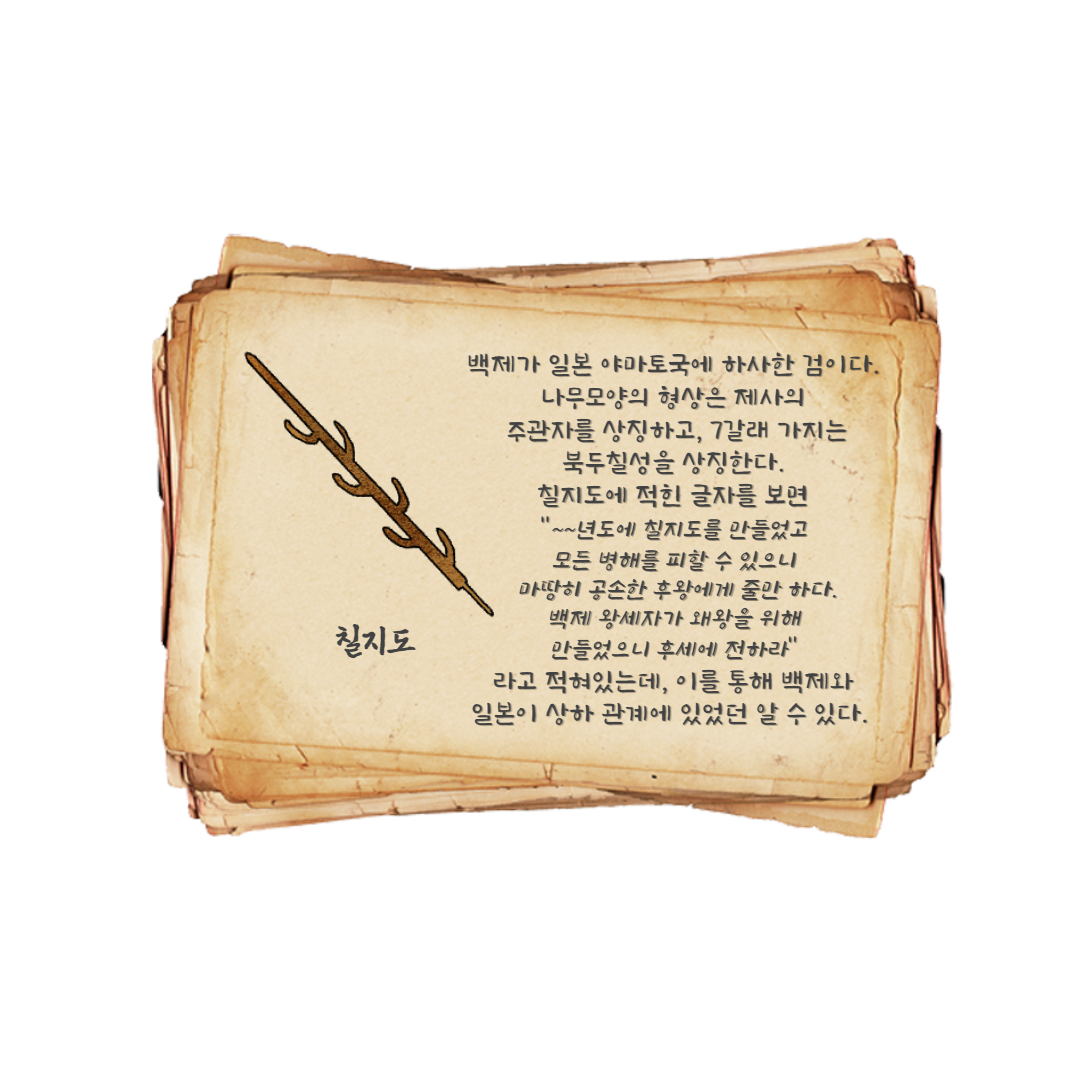 백제가 일본 야마토국에 하사한 검이다.
나무모양의 형상은 제사의
주관자를 상징하고, 7갈래 가지는
북두칠성을 상징한다.
칠지도에 적힌 글자를 보면
"~~년도에 칠지도를 만들었고
모든 병해를 피할 수 있으니
마땅히 공손한 후왕에게 줄만 하다.
백제 왕세자가 왜왕을 위해
만들었으니 후세에 전하라"
라고 적혀있는데, 이를 통해 백제와
일본이 상하 관계에 있었던 알 수 있다.
칠지도